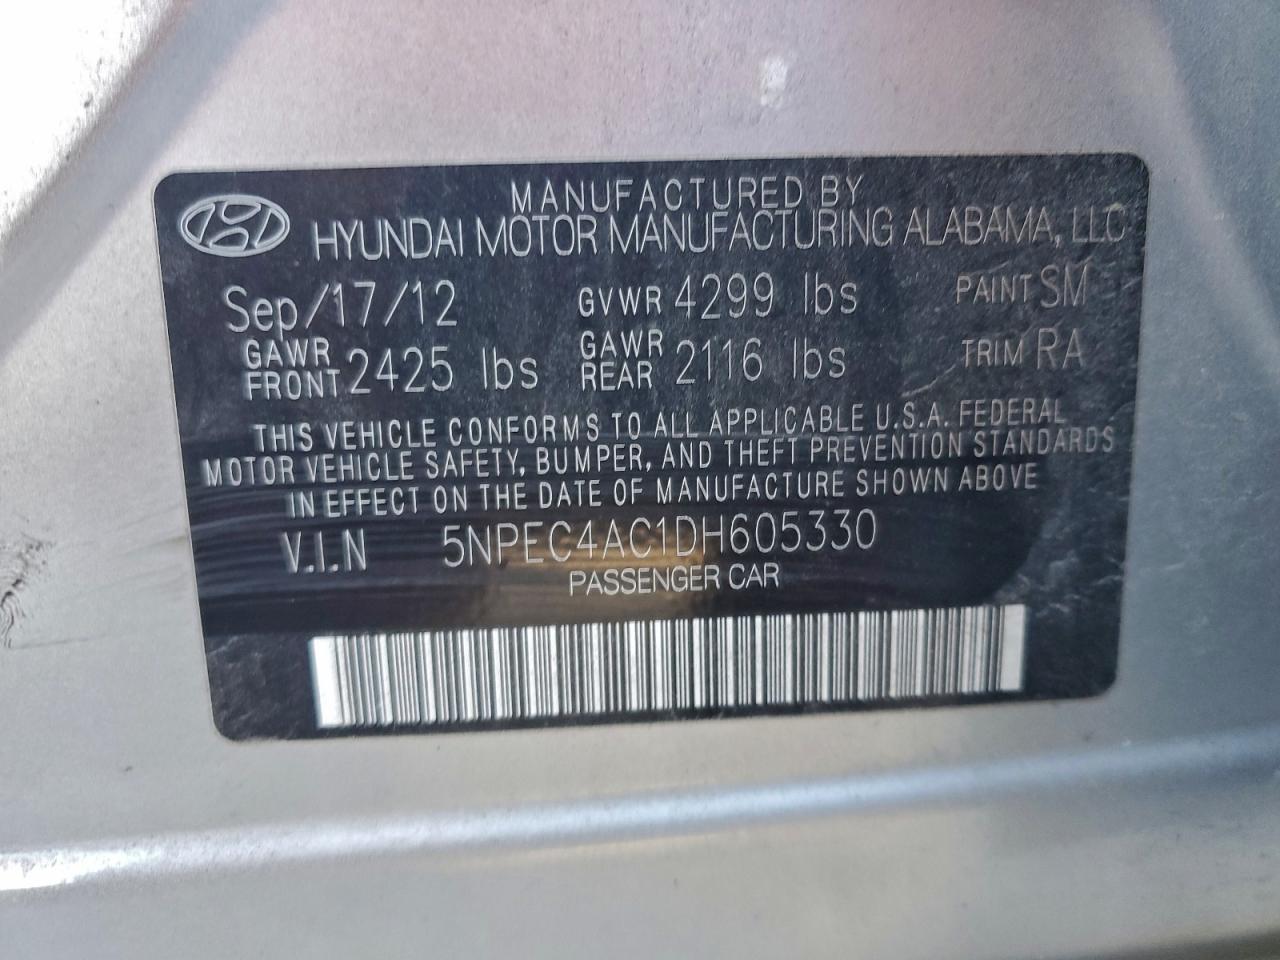 MANUFACTURED BY
HYUNDAI MOTOR MANUFACTURING ALABAMA, LLC
Sep/17/12 GVWR 4299 lbs PAINT SM
GAWR FRONT 2425 lbs GAWR REAR 2116 lbs TRIM RA
THIS VEHICLE CONFORMS TO ALL APPLICABLE U.S.A. FEDERAL
MOTOR VEHICLE SAFETY, BUMPER, AND THEFT PREVENTION STANDARDS
IN EFFECT ON THE DATE OF MANUFACTURE SHOWN ABOVE
V.I.N 5NPEC4AC1DH605330
PASSENGER CAR